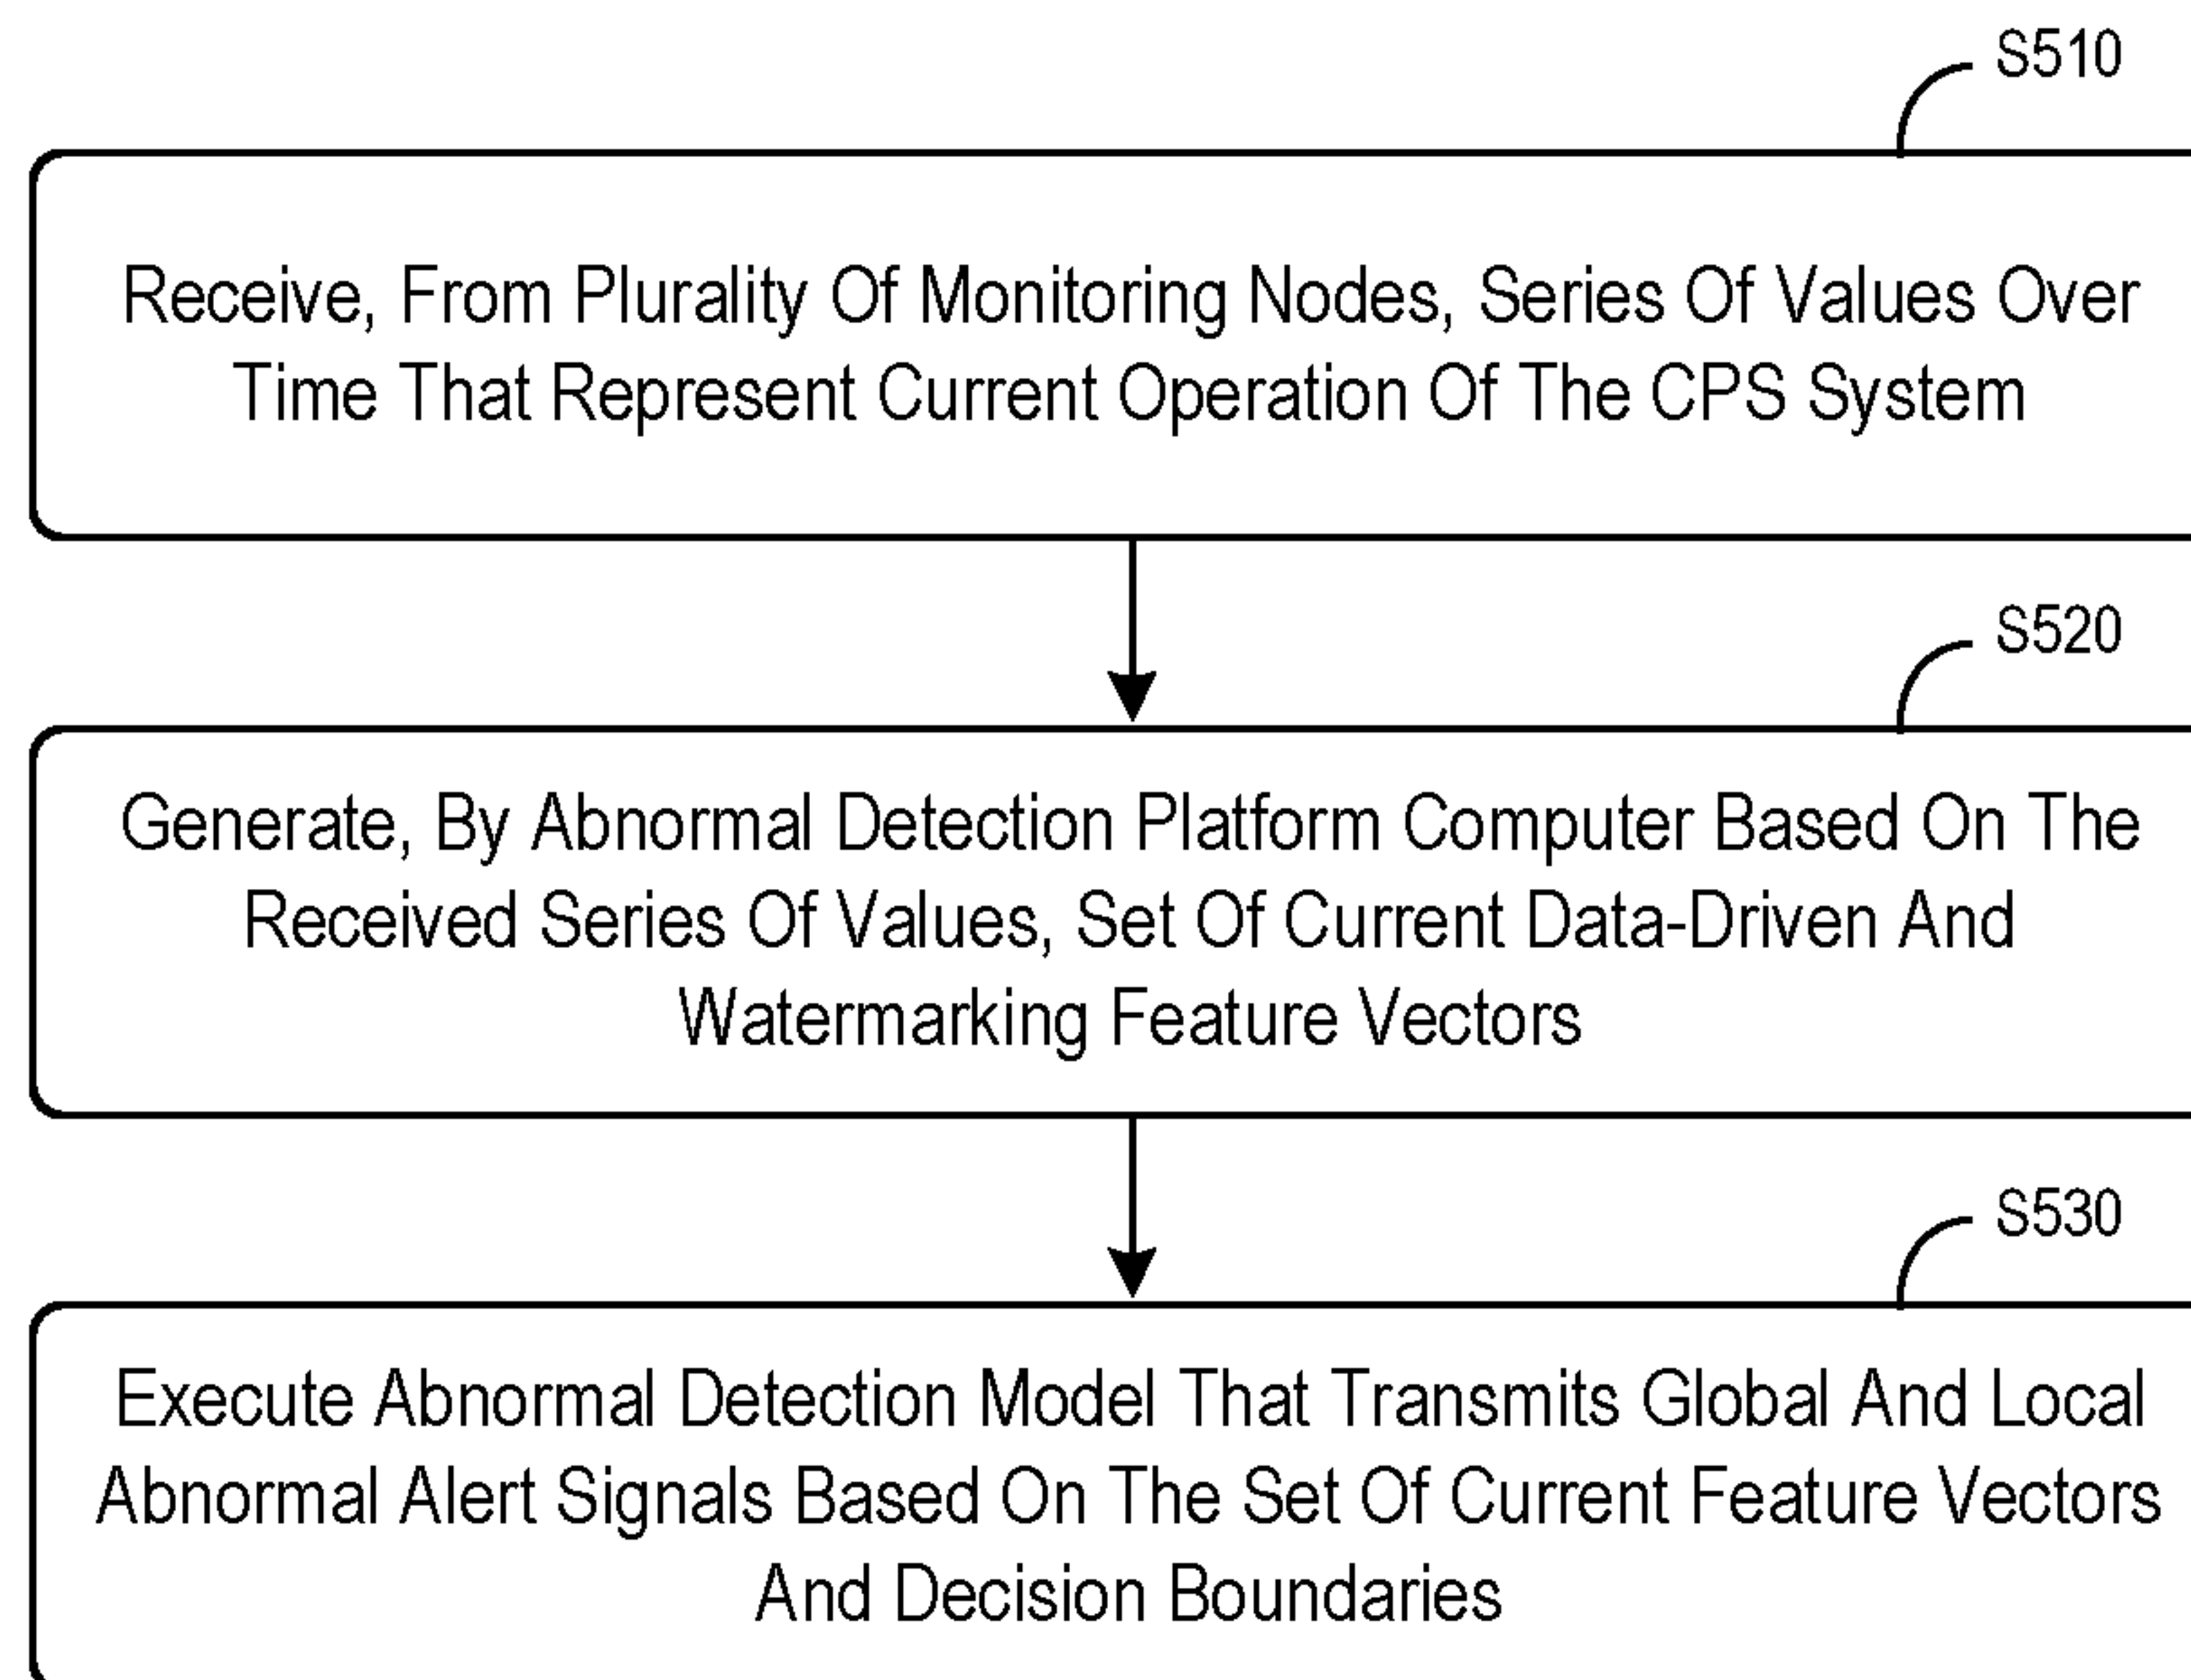 S510
Receive, From Plurality Of Monitoring Nodes, Series Of Values Over
Time That Represent Current Operation Of The CPS System
S520
Generate, By Abnormal Detection Platform Computer Based On The
Received Series Of Values, Set Of Current Data-Driven And
Watermarking Feature Vectors
S530
Execute Abnormal Detection Model That Transmits Global And Local
Abnormal Alert Signals Based On The Set Of Current Feature Vectors
And Decision Boundaries